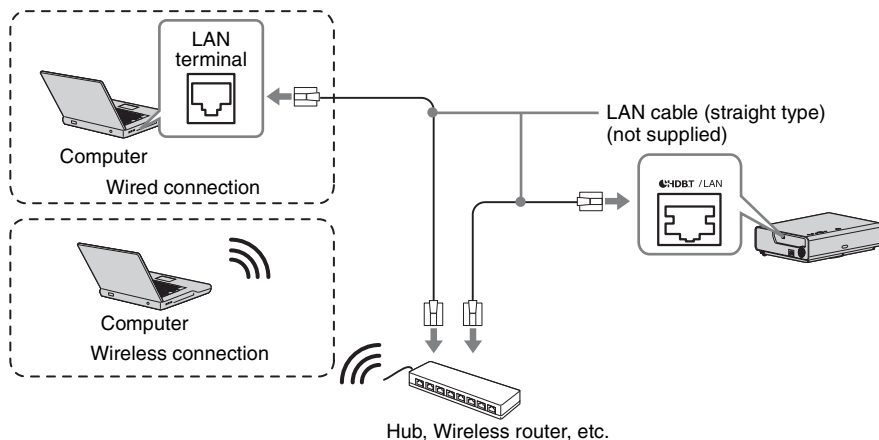 LAN
terminal
Computer
Wired connection
LAN cable (straight type)
(not supplied)
HDBT / LAN
Computer
Wireless connection
Hub, Wireless router, etc.